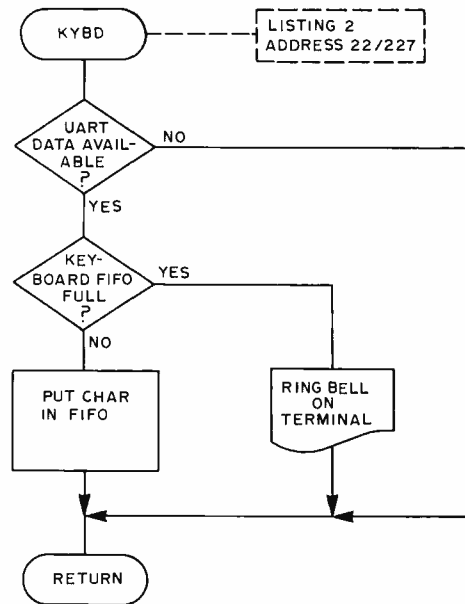 KYBD
LISTING 2
ADDRESS 22/227
UART
DATA AVAIL-
ABLE
?
NO
YES
KEY-
BOARD FIFO
FULL
?
YES
NO
PUT CHAR
IN FIFO
RING BELL
ON
TERMINAL
RETURN